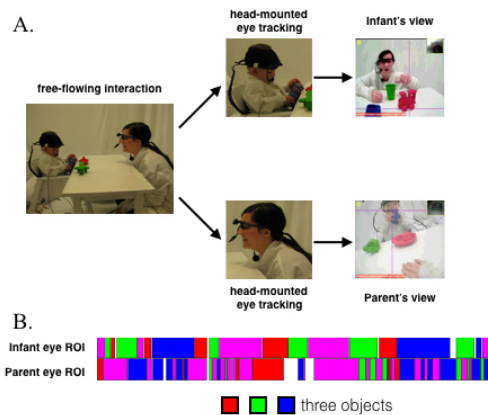 A.
head-mounted
eye tracking
Infant's view
free-flowing interaction
head-mounted
eye tracking
Parent's view
B.
Infant eye ROI
Parent eye ROI
three objects